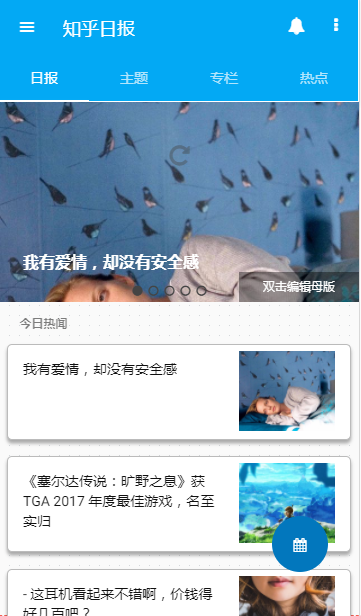 知乎日报
日报
主题
专栏
热点
我有爱情，却没有安全感
双击编辑母版
今日热闻
我有爱情，却没有安全感
《塞尔达传说：旷野之息》获
TGA 2017 年度最佳游戏，名至
实归
- 这耳机看起来不错啊，价钱得
好几百吧？